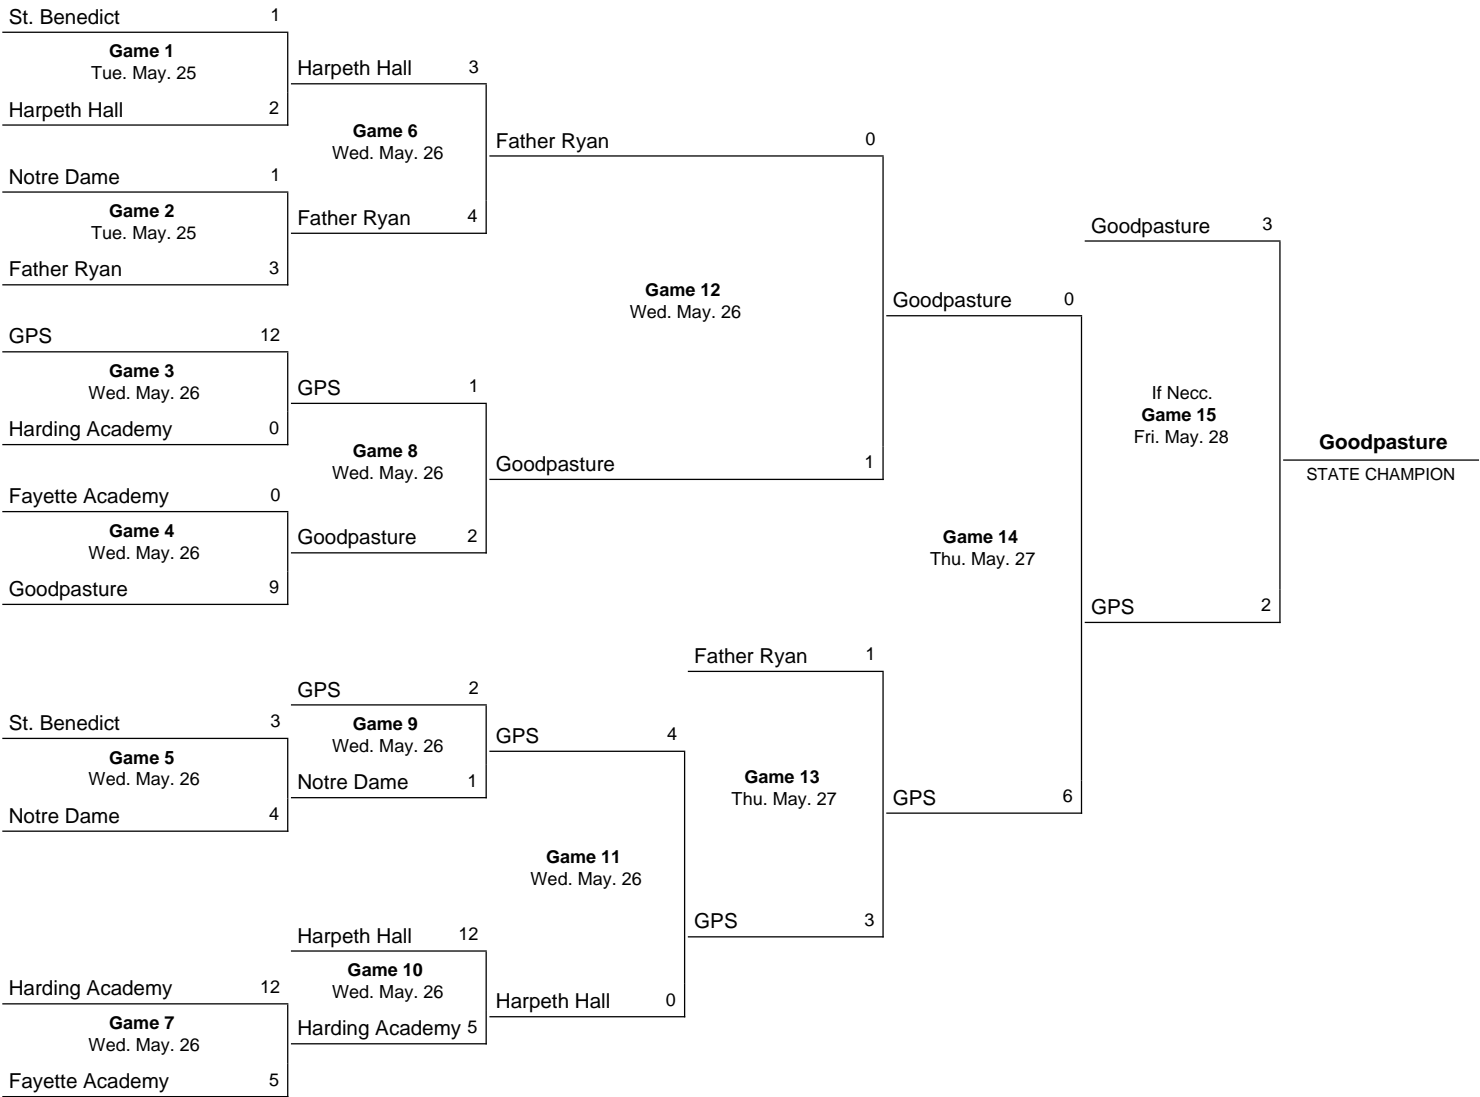 St. Benedict 1
Game 1
Tue. May. 25
Harpeth Hall 2
Harpeth Hall 3
Game 6
Wed. May. 26
Father Ryan 4
Notre Dame 1
Game 2
Tue. May. 25
Father Ryan 3
Father Ryan 0
Game 12
Wed. May. 26
Goodpasture 1
GPS 12
Game 3
Wed. May. 26
Harding Academy 0
GPS 1
Game 8
Wed. May. 26
Goodpasture 2
Fayette Academy 0
Game 4
Wed. May. 26
Goodpasture 9
Goodpasture 0
Game 14
Thu. May. 27
GPS 6
Goodpasture 3
If Necc.
Game 15
Fri. May. 28
GPS 2
Goodpasture
STATE CHAMPION
St. Benedict 3
Game 5
Wed. May. 26
Notre Dame 4
GPS 2
Game 9
Wed. May. 26
Notre Dame 1
GPS 4
Game 11
Wed. May. 26
Harpeth Hall 0
Father Ryan 1
Game 13
Thu. May. 27
GPS 3
Harpeth Hall 12
Game 10
Wed. May. 26
Harding Academy 5
Harding Academy 12
Game 7
Wed. May. 26
Fayette Academy 5